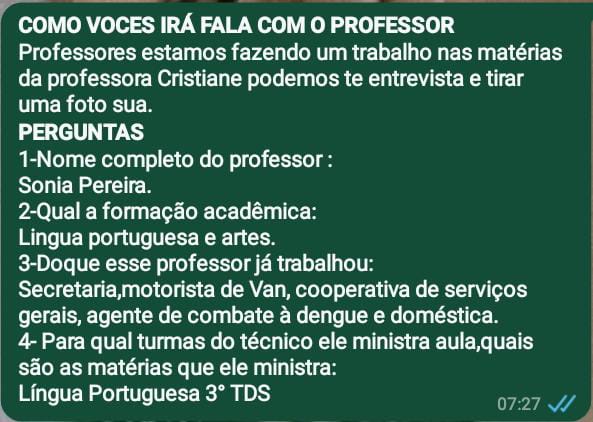 COMO VOCES IRÁ FALA COM O PROFESSOR
Professores estamos fazendo um trabalho nas matérias
da professora Cristiane podemos te entrevista e tirar
uma foto sua.
PERGUNTAS
1-Nome completo do professor :
Sonia Pereira.
2-Qual a formação acadêmica:
Lingua portuguesa e artes.
3-Doque esse professor já trabalhou:
Secretaria,motorista de Van, cooperativa de serviços
gerais, agente de combate à dengue e doméstica.
4- Para qual turmas do técnico ele ministra aula,quais
são as matérias que ele ministra:
Língua Portuguesa 3° TDS
07:27